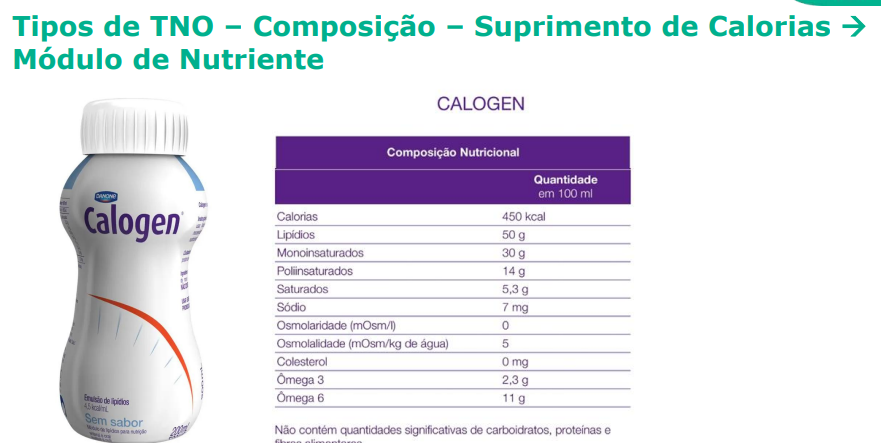 Tipos de TNO – Composição – Suprimento de Calorias →
Módulo de Nutriente
DANONE
Calogen
Emulsão de lipídios
4,5 kcal/mL
Sem sabor
200ml
CALOGEN
Composição Nutricional
Quantidade
em 100 ml
Calorias 450 kcal
Lipídios 50 g
Monoinsaturados 30 g
Poliinsaturados 14 g
Saturados 5,3 g
Sódio 7 mg
Osmolaridade (mOsm/l) 0
Osmolalidade (mOsm/kg de água) 5
Colesterol 0 mg
Ômega 3 2,3 g
Ômega 6 11 g
Não contém quantidades significativas de carboidratos, proteínas e
fibras alimentares